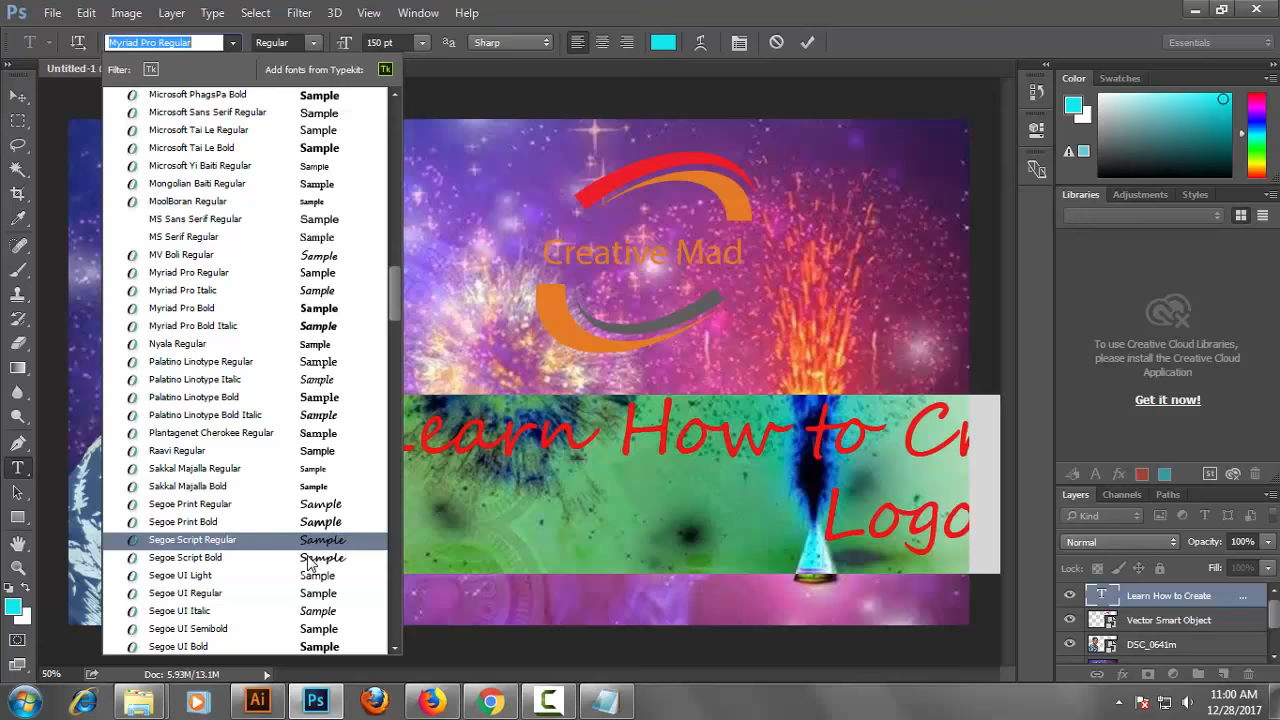 Ps File Edit Image Layer Type Select Filter 3D View Window Help
T Myriad Pro Regular Regular 150 pt Sharp Essentials
Untitled-1 (
Filter: Tk Add fonts from Typekit: Tk
Microsoft PhagsPa Bold Sample
Microsoft Sans Serif Regular Sample
Microsoft Tai Le Regular Sample
Microsoft Tai Le Bold Sample
Microsoft Yi Baiti Regular Sample
Mongolian Baiti Regular Sample
MoolBoran Regular Sample
MS Sans Serif Regular Sample
MS Serif Regular Sample
MV Boli Regular Sample
Myriad Pro Regular Sample
Myriad Pro Italic Sample
Myriad Pro Bold Sample
Myriad Pro Bold Italic Sample
Nyala Regular Sample
Palatino Linotype Regular Sample
Palatino Linotype Italic Sample
Palatino Linotype Bold Sample
Palatino Linotype Bold Italic Sample
Plantagenet Cherokee Regular Sample
Raavi Regular Sample
Sakkal Majalla Regular Sample
Sakkal Majalla Bold Sample
Segoe Print Regular Sample
Segoe Print Bold Sample
Segoe Script Regular Sample
Segoe Script Bold Sample
Segoe UI Light Sample
Segoe UI Regular Sample
Segoe UI Italic Sample
Segoe UI Semibold Sample
Segoe UI Bold Sample
Creative Mad
Learn How to Cr
Logo
Color Swatches
Libraries Adjustments Styles
To use Creative Cloud Libraries,
please install the Creative Cloud
Application
Get it now!
Layers Channels Paths
Kind
Normal Opacity: 100%
Lock: Fill: 100%
T Learn How to Create ...
Vector Smart Object
DSC_0641m
50% Doc: 5.93M/13.1M
Ai Ps
11:00 AM
12/28/2017